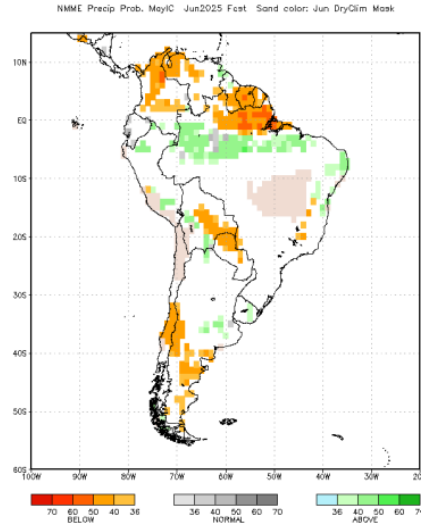 NMME Precip Prob. MayIC Jun2025 Fcst Sand color: Jun DryClim Mask
10N
EQ
10S
20S
30S
40S
50S
60S
100W 90W 80W 70W 60W 50W 40W 30W 20W
70 60 50 40 36
BELOW
36 40 50 60 70
NORMAL
36 40 50 60 70
ABOVE